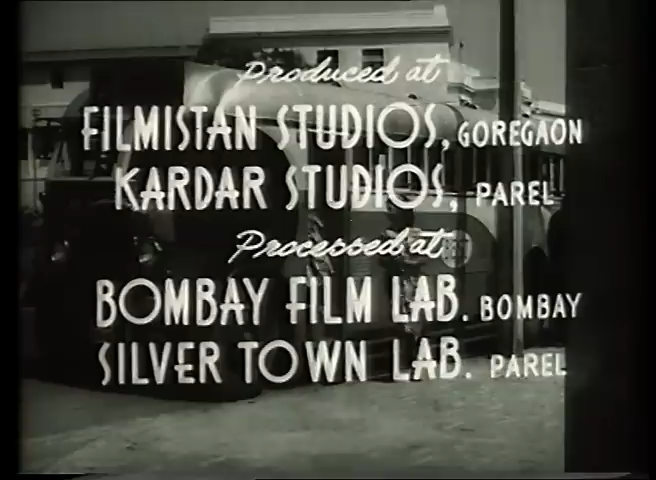 Produced at
FILMISTAN STUDIOS, GOREGAON
KARDAR STUDIOS, PAREL
Processed at
BOMBAY FILM LAB. BOMBAY
SILVER TOWN LAB. PAREL